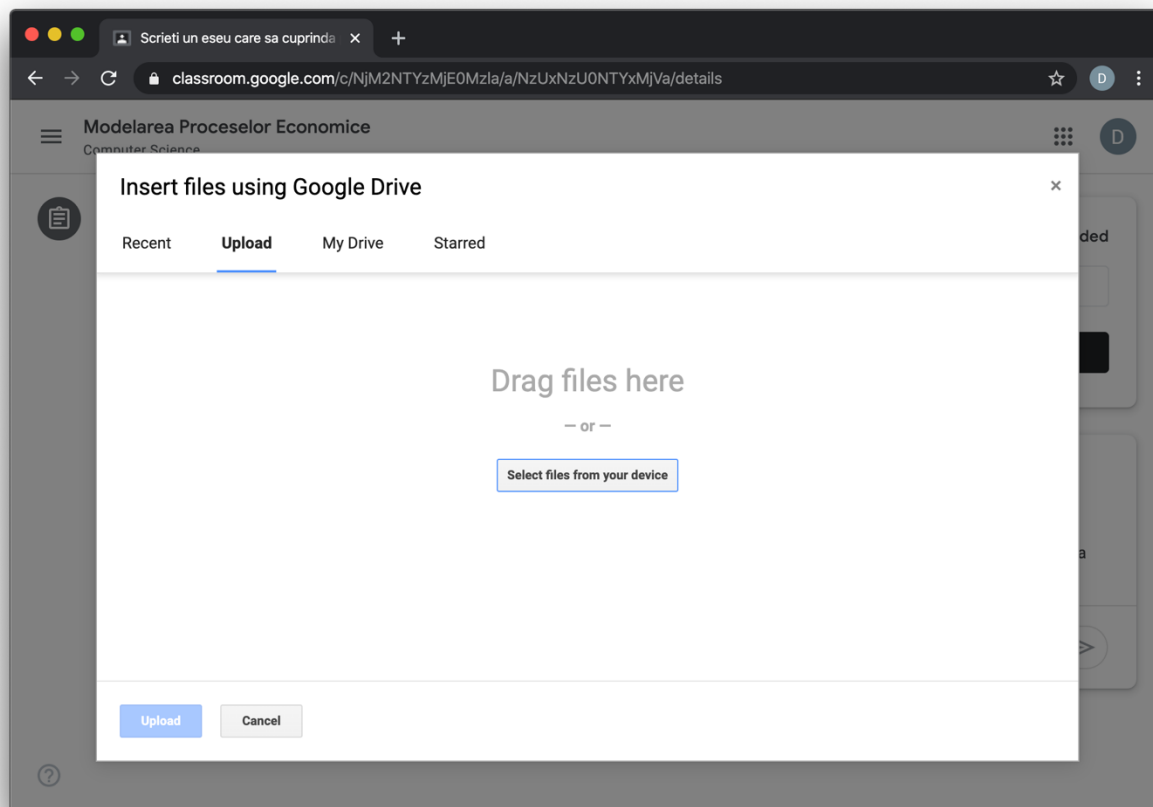 Scrieti un eseu care sa cuprinda
classroom.google.com/c/NjM2NTYzMjE0Mzla/a/NzUxNzU0NTYxMjVa/details
D
Modelarea Proceselor Economice
Computer Science
D
Insert files using Google Drive
Recent Upload My Drive Starred
ded
Drag files here
— or —
Select files from your device
a
Upload Cancel